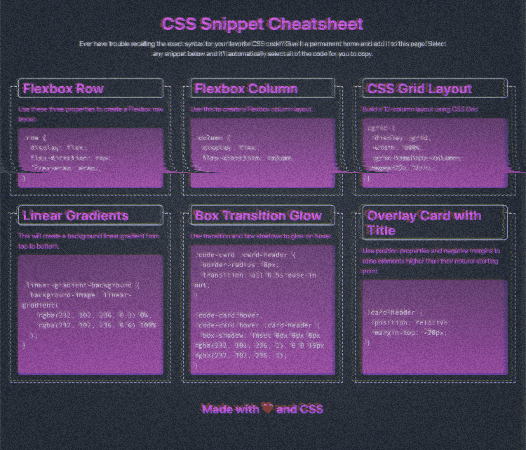 CSS Snippet Cheatsheet
Ever have trouble recalling the exact syntax for your favorite CSS code? Give it a permanent home and add it to this page! Select
any snippet below and it'll automatically select all of the code for you to copy.
Flexbox Row
Use these three properties to create a Flexbox row
layout.
.row {
display: flex;
flex-direction: row;
flex-wrap: wrap;
}
Flexbox Column
Use this to create a Flexbox column layout.
.column {
display: flex;
flex-direction: column;
}
CSS Grid Layout
Build a 12-column layout using CSS Grid.
.grid {
display: grid;
width: 100%;
grid-template-columns:
}
Linear Gradients
This will create a background linear gradient from
top to bottom.
.linear-gradient-background {
background-image: linear-
gradient(
rgba(232, 102, 236, 0.3) 0%,
rgba(232, 102, 236, 0.6) 100%
);
}
Box Transition Glow
Use transition and box shadows to glow on hover.
.code-card .card-header {
border-radius: 8px;
transition: all 0.5s ease-in
out;
}
.code-card:hover,
.code-card:hover .card-header {
box-shadow: inset 0px 0px 8px
rgba(232, 102, 236, 1), 0 0 15px
rgba(232, 102, 236, 1);
}
Overlay Card with
Title
Use position properties and negative margins to
raise elements higher than their natural starting
point.
.card-header
position: relative
margin-top: -20px;
}
Made with ❤️ and CSS